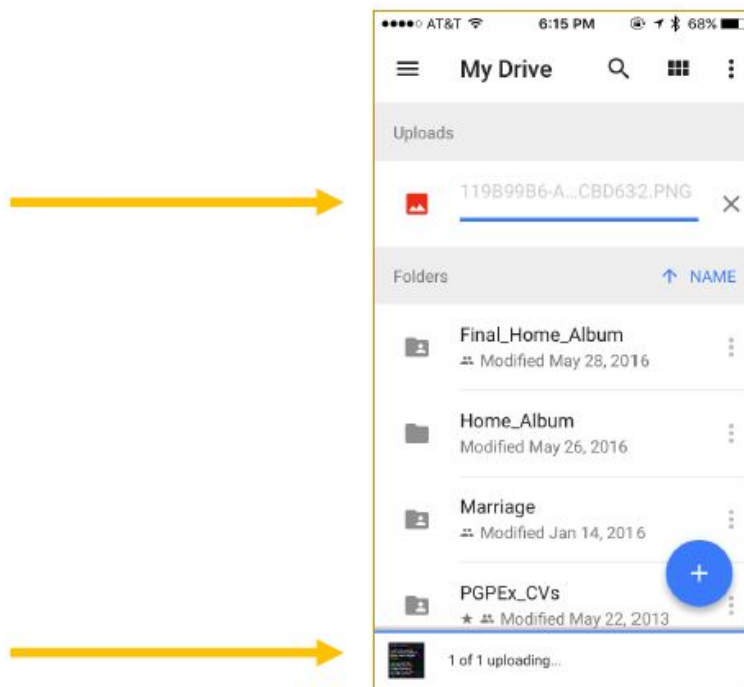 AT&T 6:15 PM 68%
My Drive
Uploads
119B99B6-A...CBD632.PNG
Folders NAME
Final_Home_Album
Modified May 28, 2016
Home_Album
Modified May 26, 2016
Marriage
Modified Jan 14, 2016
PGPEx_CVs
Modified May 22, 2013
1 of 1 uploading...